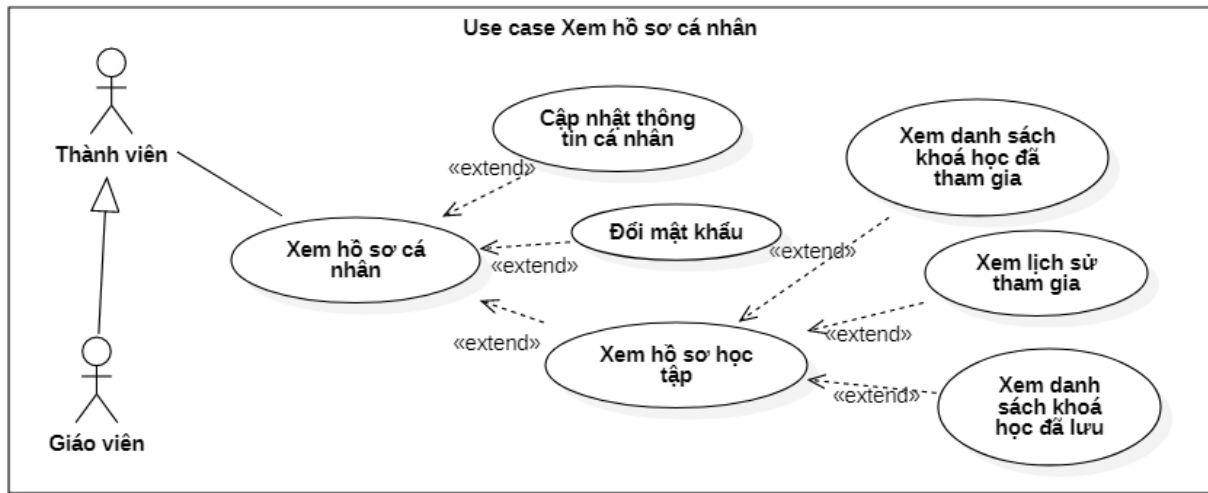 Use case Xem hồ sơ cá nhân
Thành viên
Giáo viên
Xem hồ sơ cá
nhân
Cập nhật thông
tin cá nhân
«extend»
Đổi mật khẩu
«extend»
Xem hồ sơ học
tập
«extend»
Xem danh sách
khoá học đã
tham gia
«extend»
Xem lịch sử
tham gia
«extend»
Xem danh
sách khoá
học đã lưu
«extend»